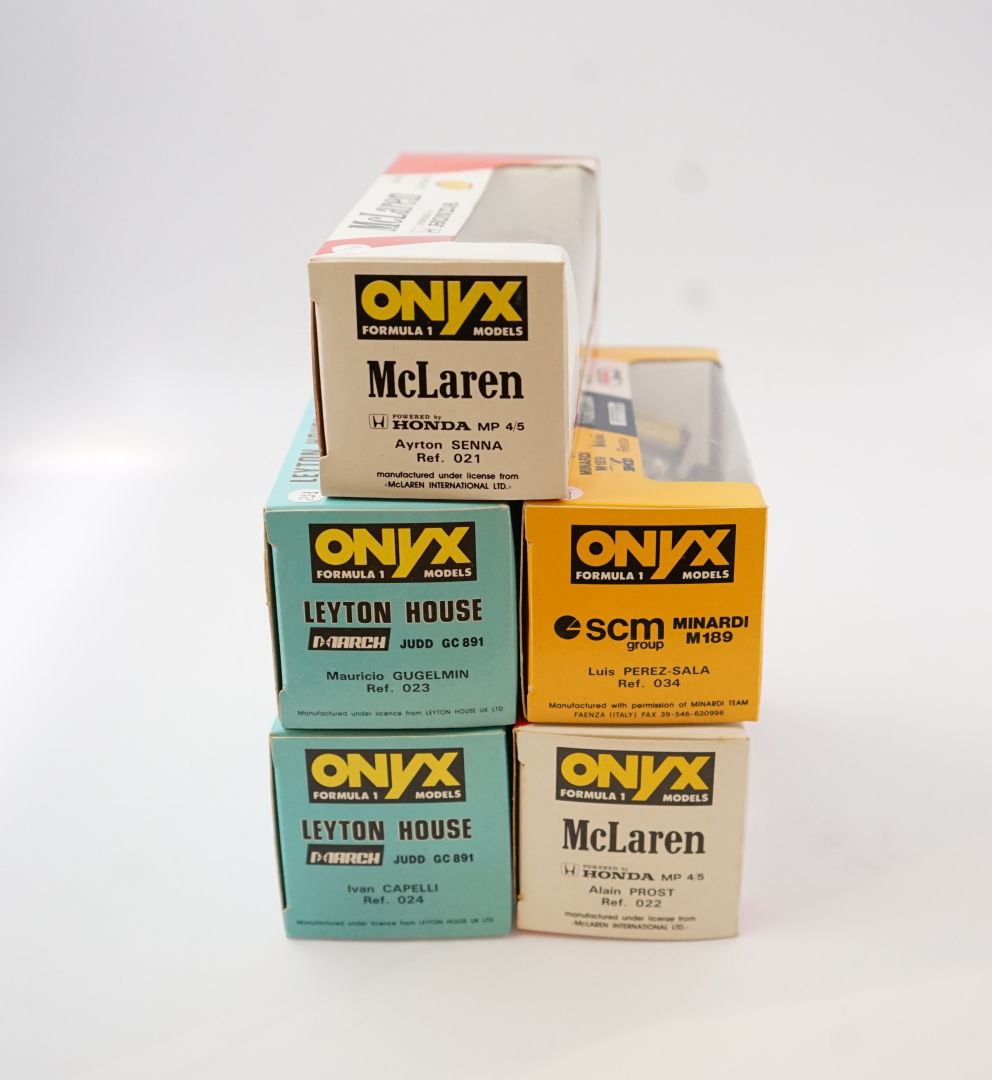 McLaren
HONDA
ONYX
FORMULA 1 MODELS
McLaren
POWERED by
HONDA MP 4/5
Ayrton SENNA
Ref. 021
manufactured under license from
McLAREN INTERNATIONAL LTD.
LEYTON HOUSE
ONYX
FORMULA 1 MODELS
LEYTON HOUSE
MARCH JUDD GC 891
Mauricio GUGELMIN
Ref. 023
Manufactured under licence from LEYTON HOUSE UK LTD
MINARDI
M189
scm
ONYX
FORMULA 1 MODELS
scm MINARDI
group M189
Luis PEREZ-SALA
Ref. 034
Manufactured with permission of MINARDI TEAM
FAENZA (ITALY) FAX 39-546-620998
ONYX
FORMULA 1 MODELS
LEYTON HOUSE
MARCH JUDD GC 891
Ivan CAPELLI
Ref. 024
Manufactured under licence from LEYTON HOUSE UK LTD
ONYX
FORMULA 1 MODELS
McLaren
POWERED by
HONDA MP 4/5
Alain PROST
Ref. 022
manufactured under license from
McLAREN INTERNATIONAL LTD.